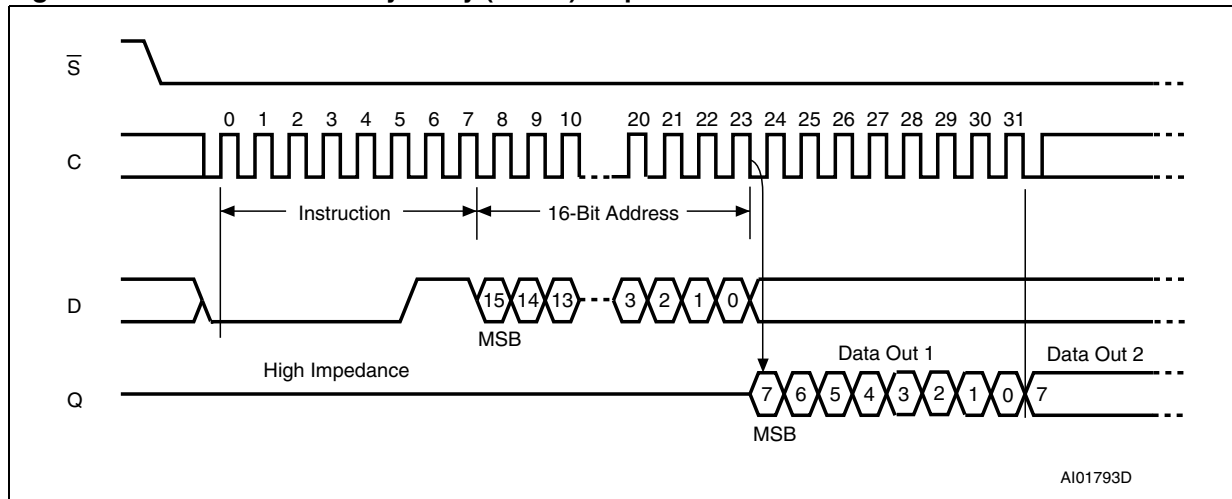 S
0 1 2 3 4 5 6 7 8 9 10 20 21 22 23 24 25 26 27 28 29 30 31
C
Instruction 16-Bit Address
D
15 14 13 3 2 1 0
MSB
High Impedance Data Out 1 Data Out 2
Q
7 6 5 4 3 2 1 0 7
MSB
AI01793D